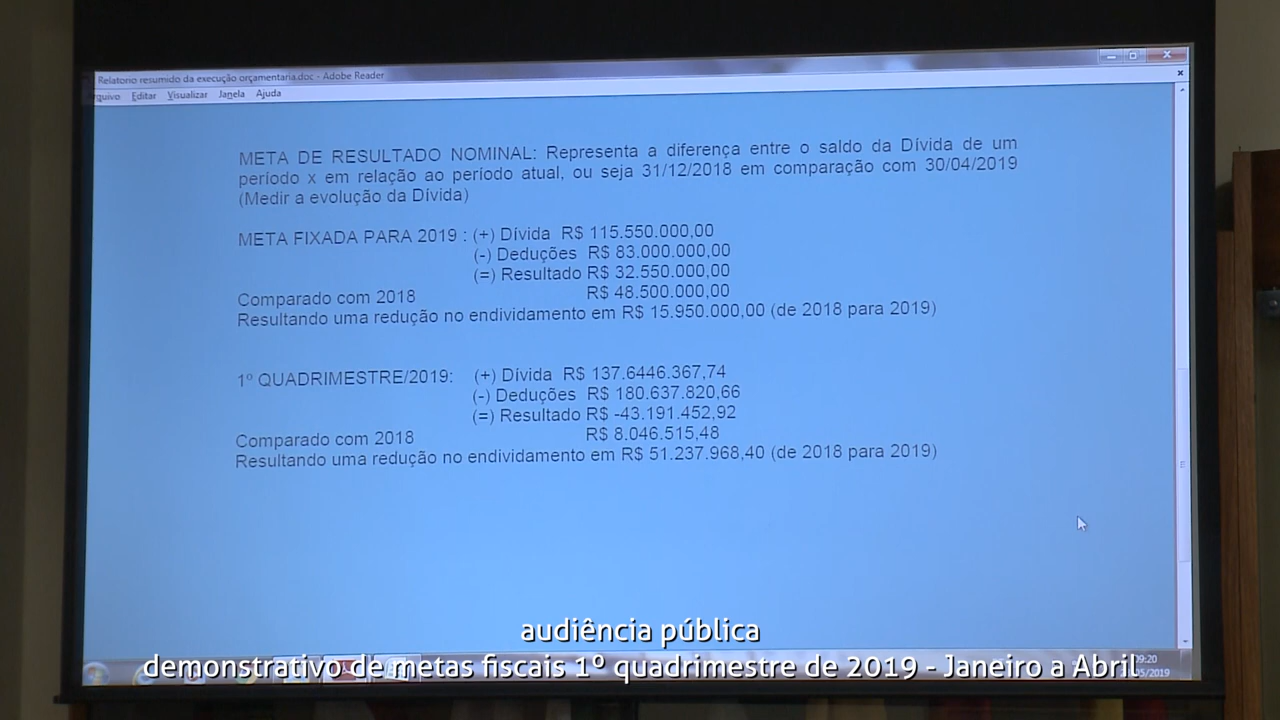 Relatorio resumido da execução orçamentaria.doc - Adobe Reader
rquivo Editar Visualizar Janela Ajuda
META DE RESULTADO NOMINAL: Representa a diferença entre o saldo da Dívida de um
período x em relação ao período atual, ou seja 31/12/2018 em comparação com 30/04/2019
(Medir a evolução da Dívida)
META FIXADA PARA 2019 : (+) Dívida R$ 115.550.000,00
(-) Deduções R$ 83.000.000,00
(=) Resultado R$ 32.550.000,00
Comparado com 2018 R$ 48.500.000,00
Resultando uma redução no endividamento em R$ 15.950.000,00 (de 2018 para 2019)
1º QUADRIMESTRE/2019: (+) Dívida R$ 137.6446.367,74
(-) Deduções R$ 180.637.820,66
(=) Resultado R$ -43.191.452,92
Comparado com 2018 R$ 8.046.515,48
Resultando uma redução no endividamento em R$ 51.237.968,40 (de 2018 para 2019)
audiência pública
demonstrativo de metas fiscais 1º quadrimestre de 2019 - Janeiro a Abril
09:20
05/2019